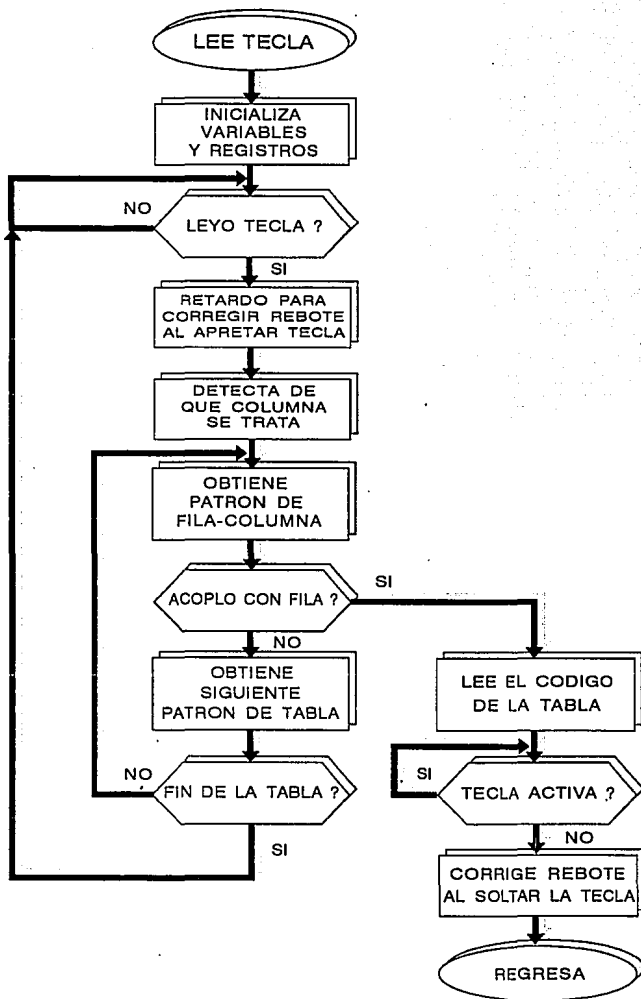 LEE TECLA
INICIALIZA
VARIABLES
Y REGISTROS
NO
LEYO TECLA ?
SI
RETARDO PARA
CORREGIR REBOTE
AL APRETAR TECLA
DETECTA DE
QUE COLUMNA
SE TRATA
OBTIENE
PATRON DE
FILA-COLUMNA
ACOPLO CON FILA ?
SI
NO
OBTIENE
SIGUIENTE
PATRON DE TABLA
NO
FIN DE LA TABLA ?
SI
LEE EL CODIGO
DE LA TABLA
SI
TECLA ACTIVA ?
NO
CORRIGE REBOTE
AL SOLTAR LA TECLA
REGRESA